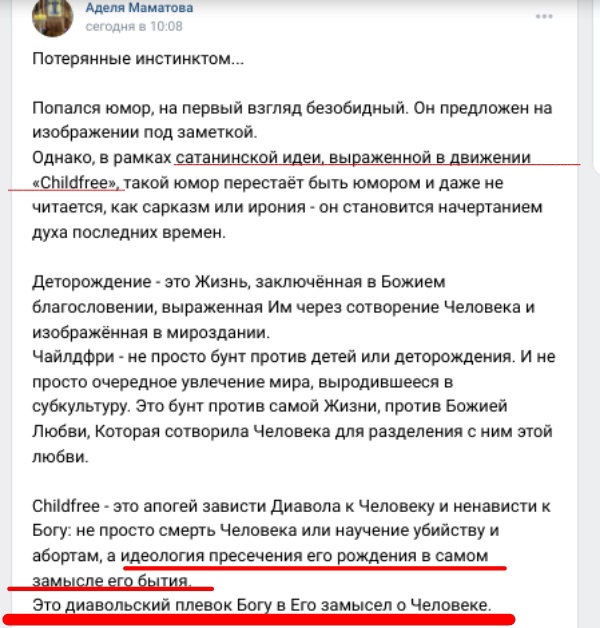 Аделя Маматова
сегодня в 10:08
Потерянные инстинктом...
Попался юмор, на первый взгляд безобидный. Он предложен на
изображении под заметкой.
Однако, в рамках сатанинской идеи, выраженной в движении
«Childfree», такой юмор перестаёт быть юмором и даже не
читается, как сарказм или ирония - он становится начертанием
духа последних времен.
Деторождение - это Жизнь, заключённая в Божием
благословении, выраженная Им через сотворение Человека и
изображённая в мироздании.
Чайлдфри - не просто бунт против детей или деторождения. И не
просто очередное увлечение мира, выродившееся в
субкультуру. Это бунт против самой Жизни, против Божией
Любви, Которая сотворила Человека для разделения с ним этой
любви.
Childfree - это апогей зависти Диавола к Человеку и ненависти к
Богу: не просто смерть Человека или научение убийству и
абортам, а идеология пресечения его рождения в самом
замысле его бытия.
Это диавольский плевок Богу в Его замысел о Человеке.